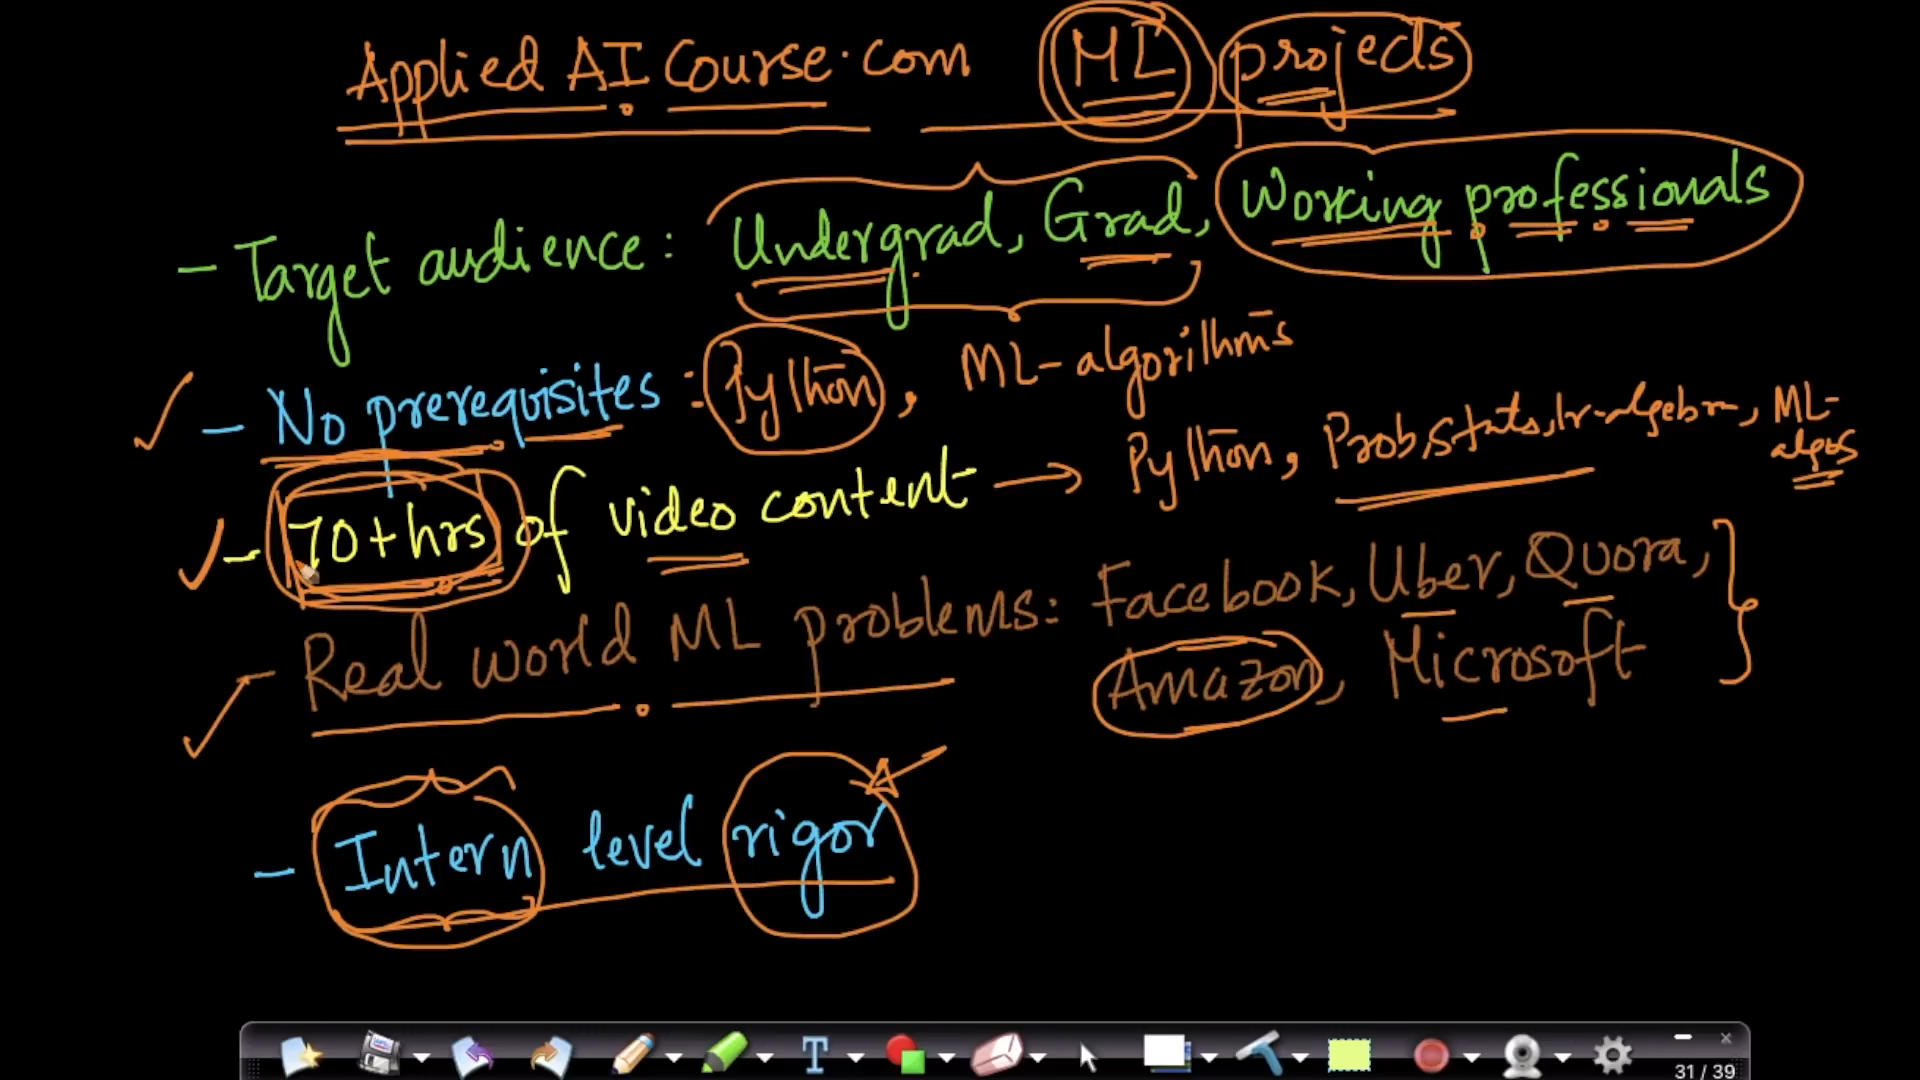 Applied AI Course.com ML projects
- Target audience: Undergrad, Grad, Working professionals
- No prerequisites: Python, ML-algorithms
- 70+hrs of video content → Python, Prob, Stats, lr-algebra, ML-algos
- Real world ML problems: Facebook, Uber, Quora,
Amazon, Microsoft
- Intern level rigor
31 / 39